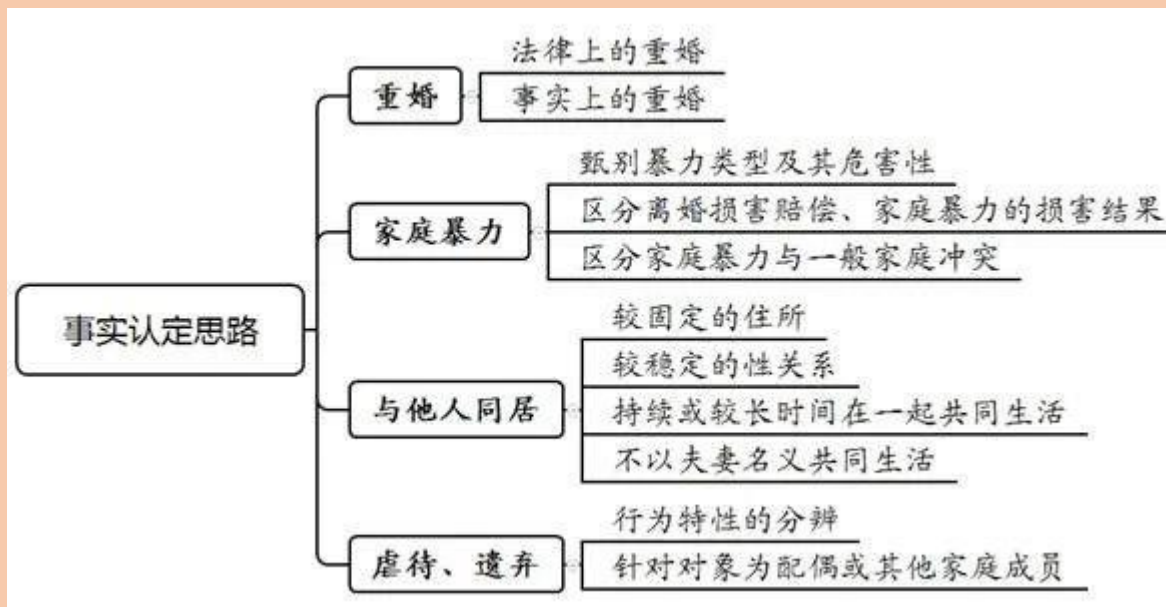 事实认定思路
重婚
法律上的重婚
事实上的重婚
家庭暴力
甄别暴力类型及其危害性
区分离婚损害赔偿、家庭暴力的损害结果
区分家庭暴力与一般家庭冲突
与他人同居
较固定的住所
较稳定的性关系
持续或较长时间在一起共同生活
不以夫妻名义共同生活
虐待、遗弃
行为特性的分辨
针对对象为配偶或其他家庭成员